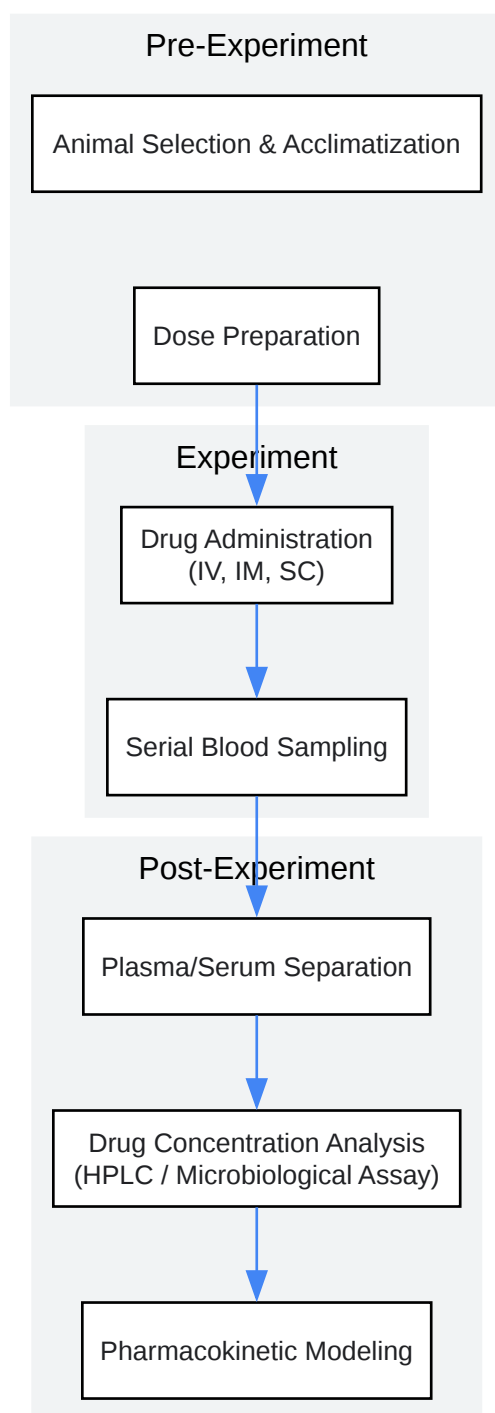 Pre-Experiment
Animal Selection & Acclimatization
Dose Preparation
Experiment
Drug Administration
(IV, IM, SC)
Serial Blood Sampling
Post-Experiment
Plasma/Serum Separation
Drug Concentration Analysis
(HPLC / Microbiological Assay)
Pharmacokinetic Modeling